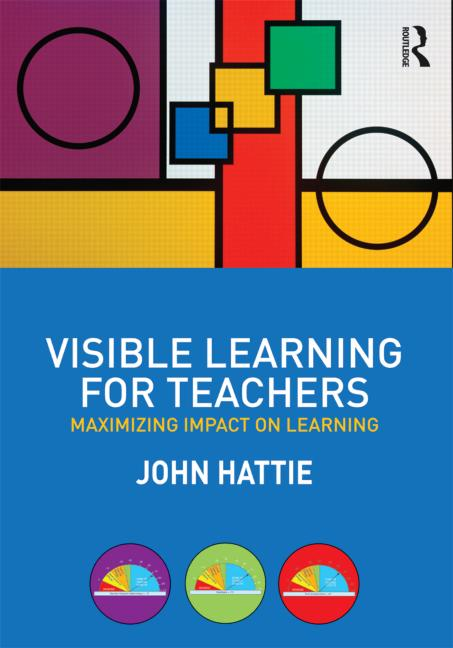 ROUTLEDGE
VISIBLE LEARNING
FOR TEACHERS
MAXIMIZING IMPACT ON LEARNING
JOHN HATTIE